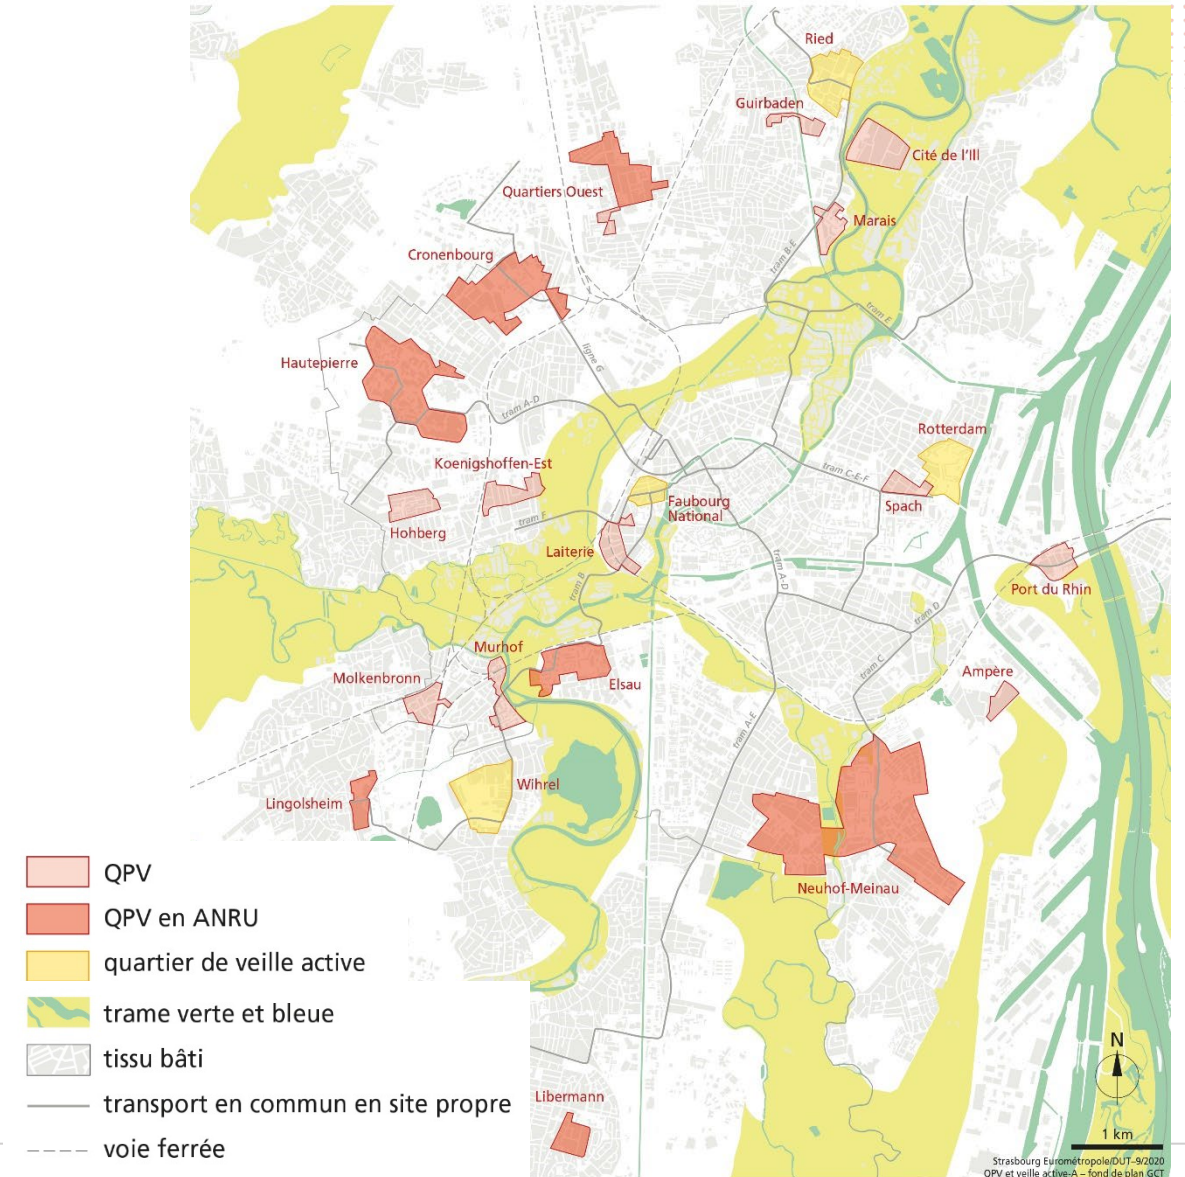 Ried
Guirbaden
Cité de l'Ill
Quartiers Ouest
Marais
Cronenbourg
tram B-E
tram E
ligne G
Hautepierre
tram A-D
Rotterdam
Koenigshoffen-Est
tram C-E-F
Faubourg
National
Spach
Hohberg
tram F
Laiterie
tram B
tram A-D
Port du Rhin
tram D
Murhof
Molkenbronn
Elsau
tram C
Ampère
tram A-E
Wihrel
Lingolsheim
Neuhof-Meinau
QPV
QPV en ANRU
quartier de veille active
trame verte et bleue
tissu bâti
transport en commun en site propre
voie ferrée
Libermann
N
1 km
Strasbourg Eurométropole/DUT-9/2020
QPV et veille active-A – fond de plan GCT